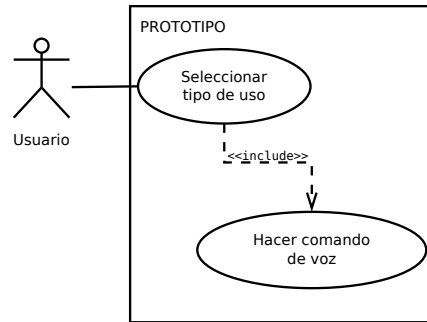 PROTOTIPO
Seleccionar
tipo de uso
Usuario
<<include>>
Hacer comando
de voz